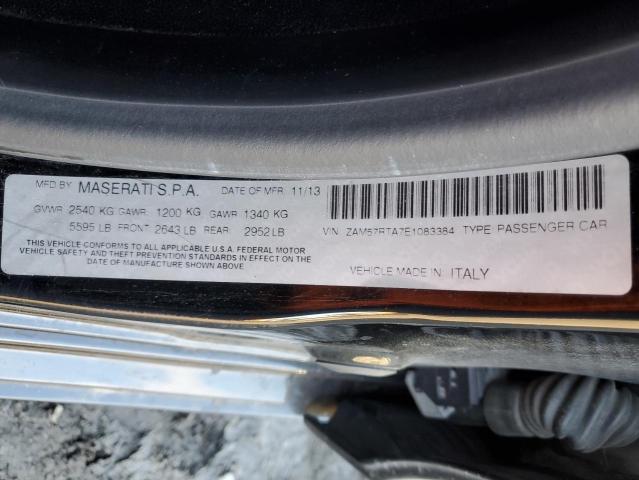 MFD BY MASERATI S.P.A. DATE OF MFR 11/13
GVWR 2540 KG GAWR 1200 KG GAWR 1340 KG
5595 LB FRONT 2643 LB REAR 2952 LB
THIS VEHICLE CONFORMS TO ALL APPLICABLE U.S.A. FEDERAL MOTOR
VEHICLE SAFETY AND THEFT PREVENTION STANDARDS IN EFFECT ON THE
DATE OF MANUFACTURE SHOWN ABOVE
VIN ZAM57RTA7E1083384 TYPE PASSENGER CAR
VEHICLE MADE IN ITALY